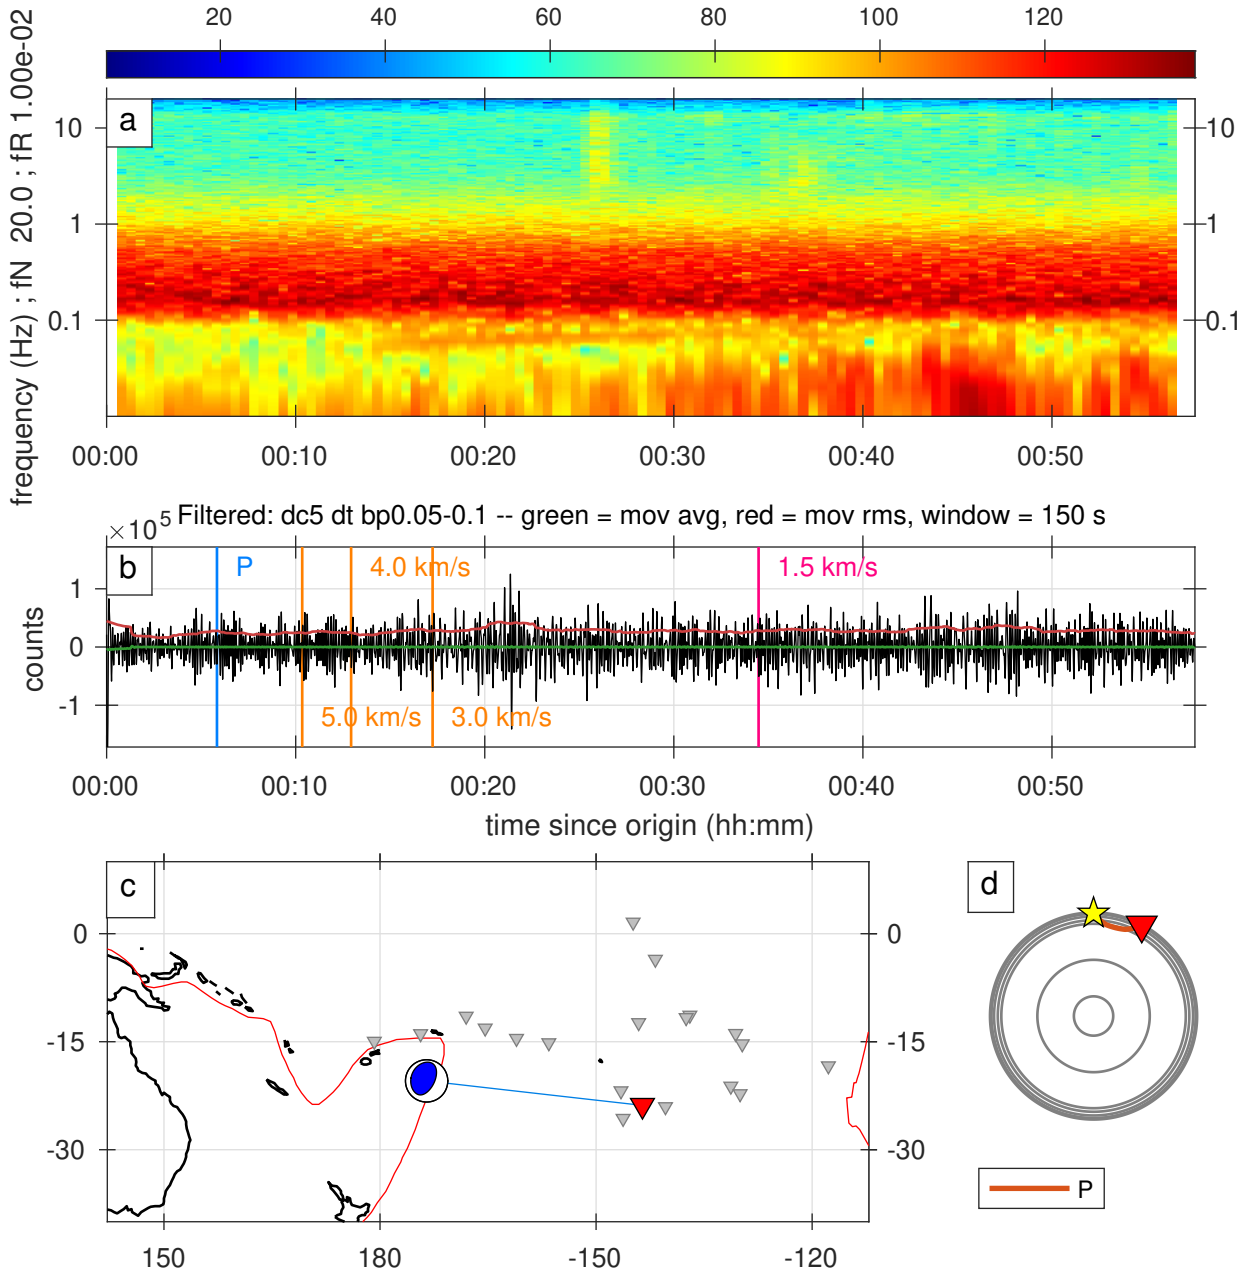 20 40 60 80 100 120
frequency (Hz) ; fN 20.0 ; fR 1.00e-02
a
10 10
1 1
0.1 0.1
00:00 00:10 00:20 00:30 00:40 00:50
×10^5 Filtered: dc5 dt bp0.05-0.1 -- green = mov avg, red = mov rms, window = 150 s
b
P 4.0 km/s 1.5 km/s
counts
1
0
-1
5.0 km/s 3.0 km/s
00:00 00:10 00:20 00:30 00:40 00:50
time since origin (hh:mm)
c d
0 0
-15 -15
-30 -30
P
150 180 -150 -120